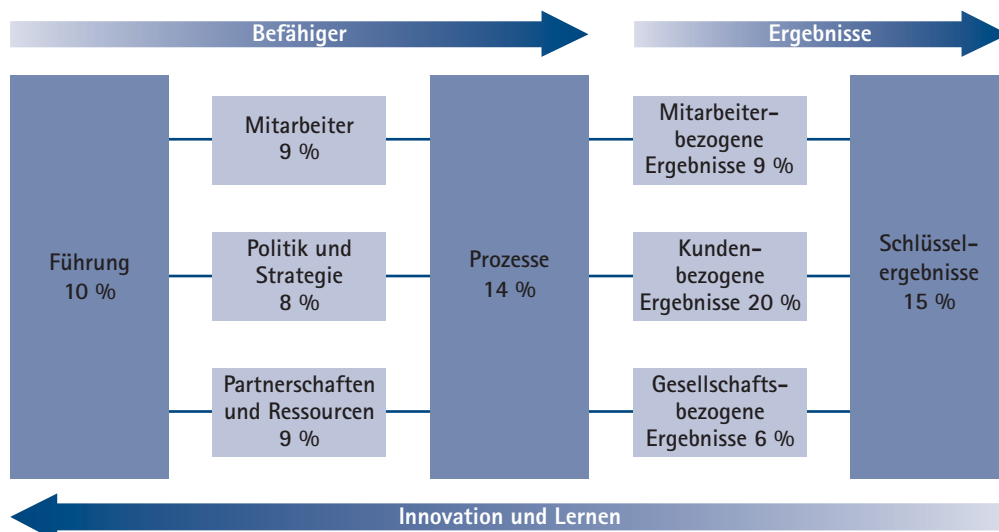 Befähiger
Ergebnisse
Führung
10 %
Mitarbeiter
9 %
Politik und
Strategie
8 %
Partnerschaften
und Ressourcen
9 %
Prozesse
14 %
Mitarbeiter-
bezogene
Ergebnisse 9 %
Kunden-
bezogene
Ergebnisse 20 %
Gesellschafts-
bezogene
Ergebnisse 6 %
Schlüssel-
ergebnisse
15 %
Innovation und Lernen